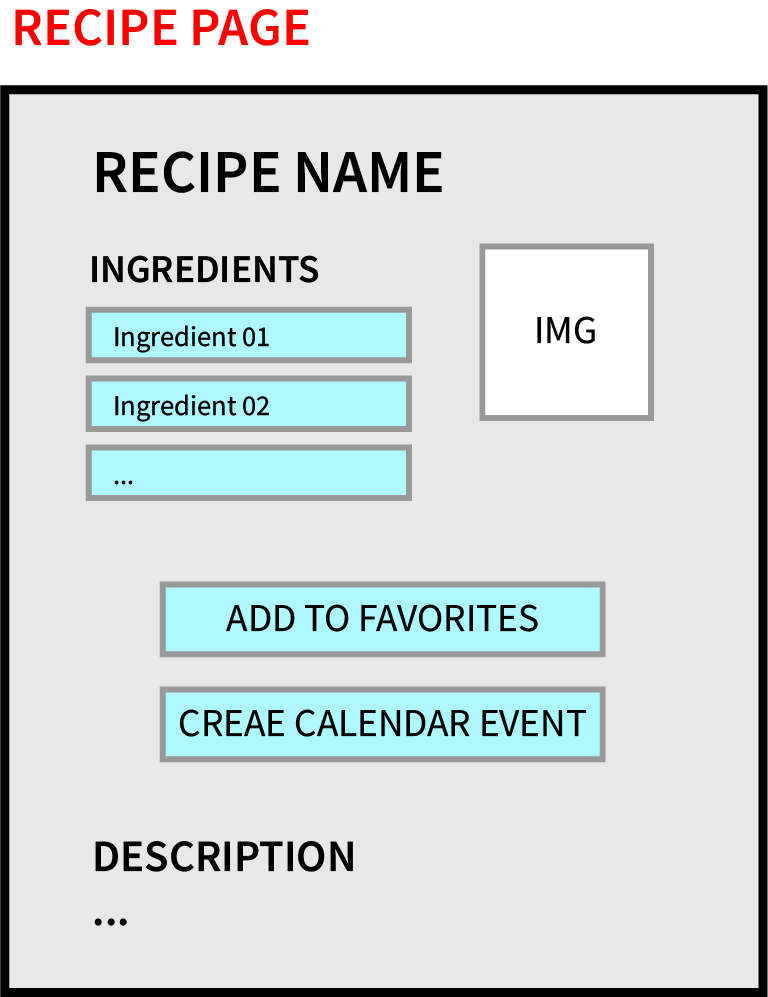 RECIPE PAGE
RECIPE NAME
INGREDIENTS
Ingredient 01
Ingredient 02
...
IMG
ADD TO FAVORITES
CREAE CALENDAR EVENT
DESCRIPTION
...